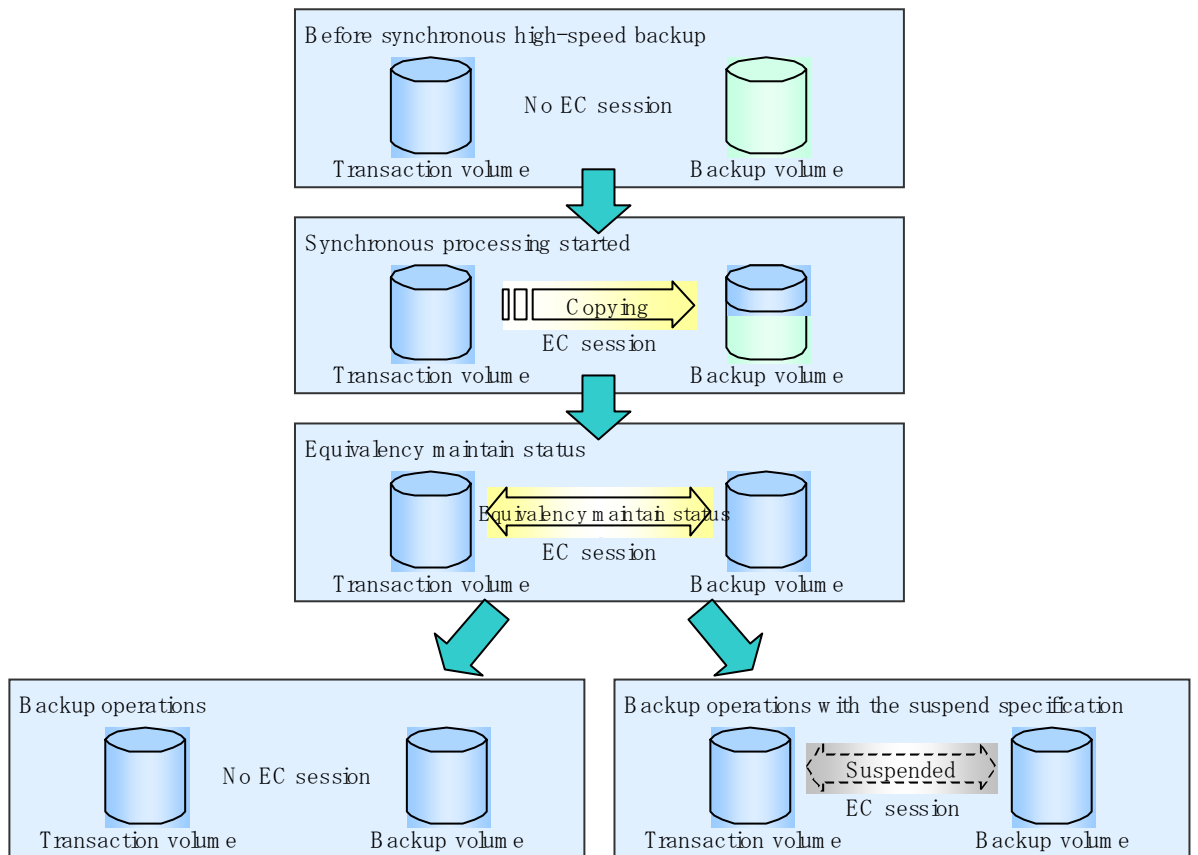 Before synchronous high-speed backup
No EC session
Transaction volume
Backup volume
Synchronous processing started
Copying
EC session
Transaction volume
Backup volume
Equivalency maintain status
Equivalency maintain status
EC session
Transaction volume
Backup volume
Backup operations
No EC session
Transaction volume
Backup volume
Backup operations with the suspend specification
Suspended
EC session
Transaction volume
Backup volume